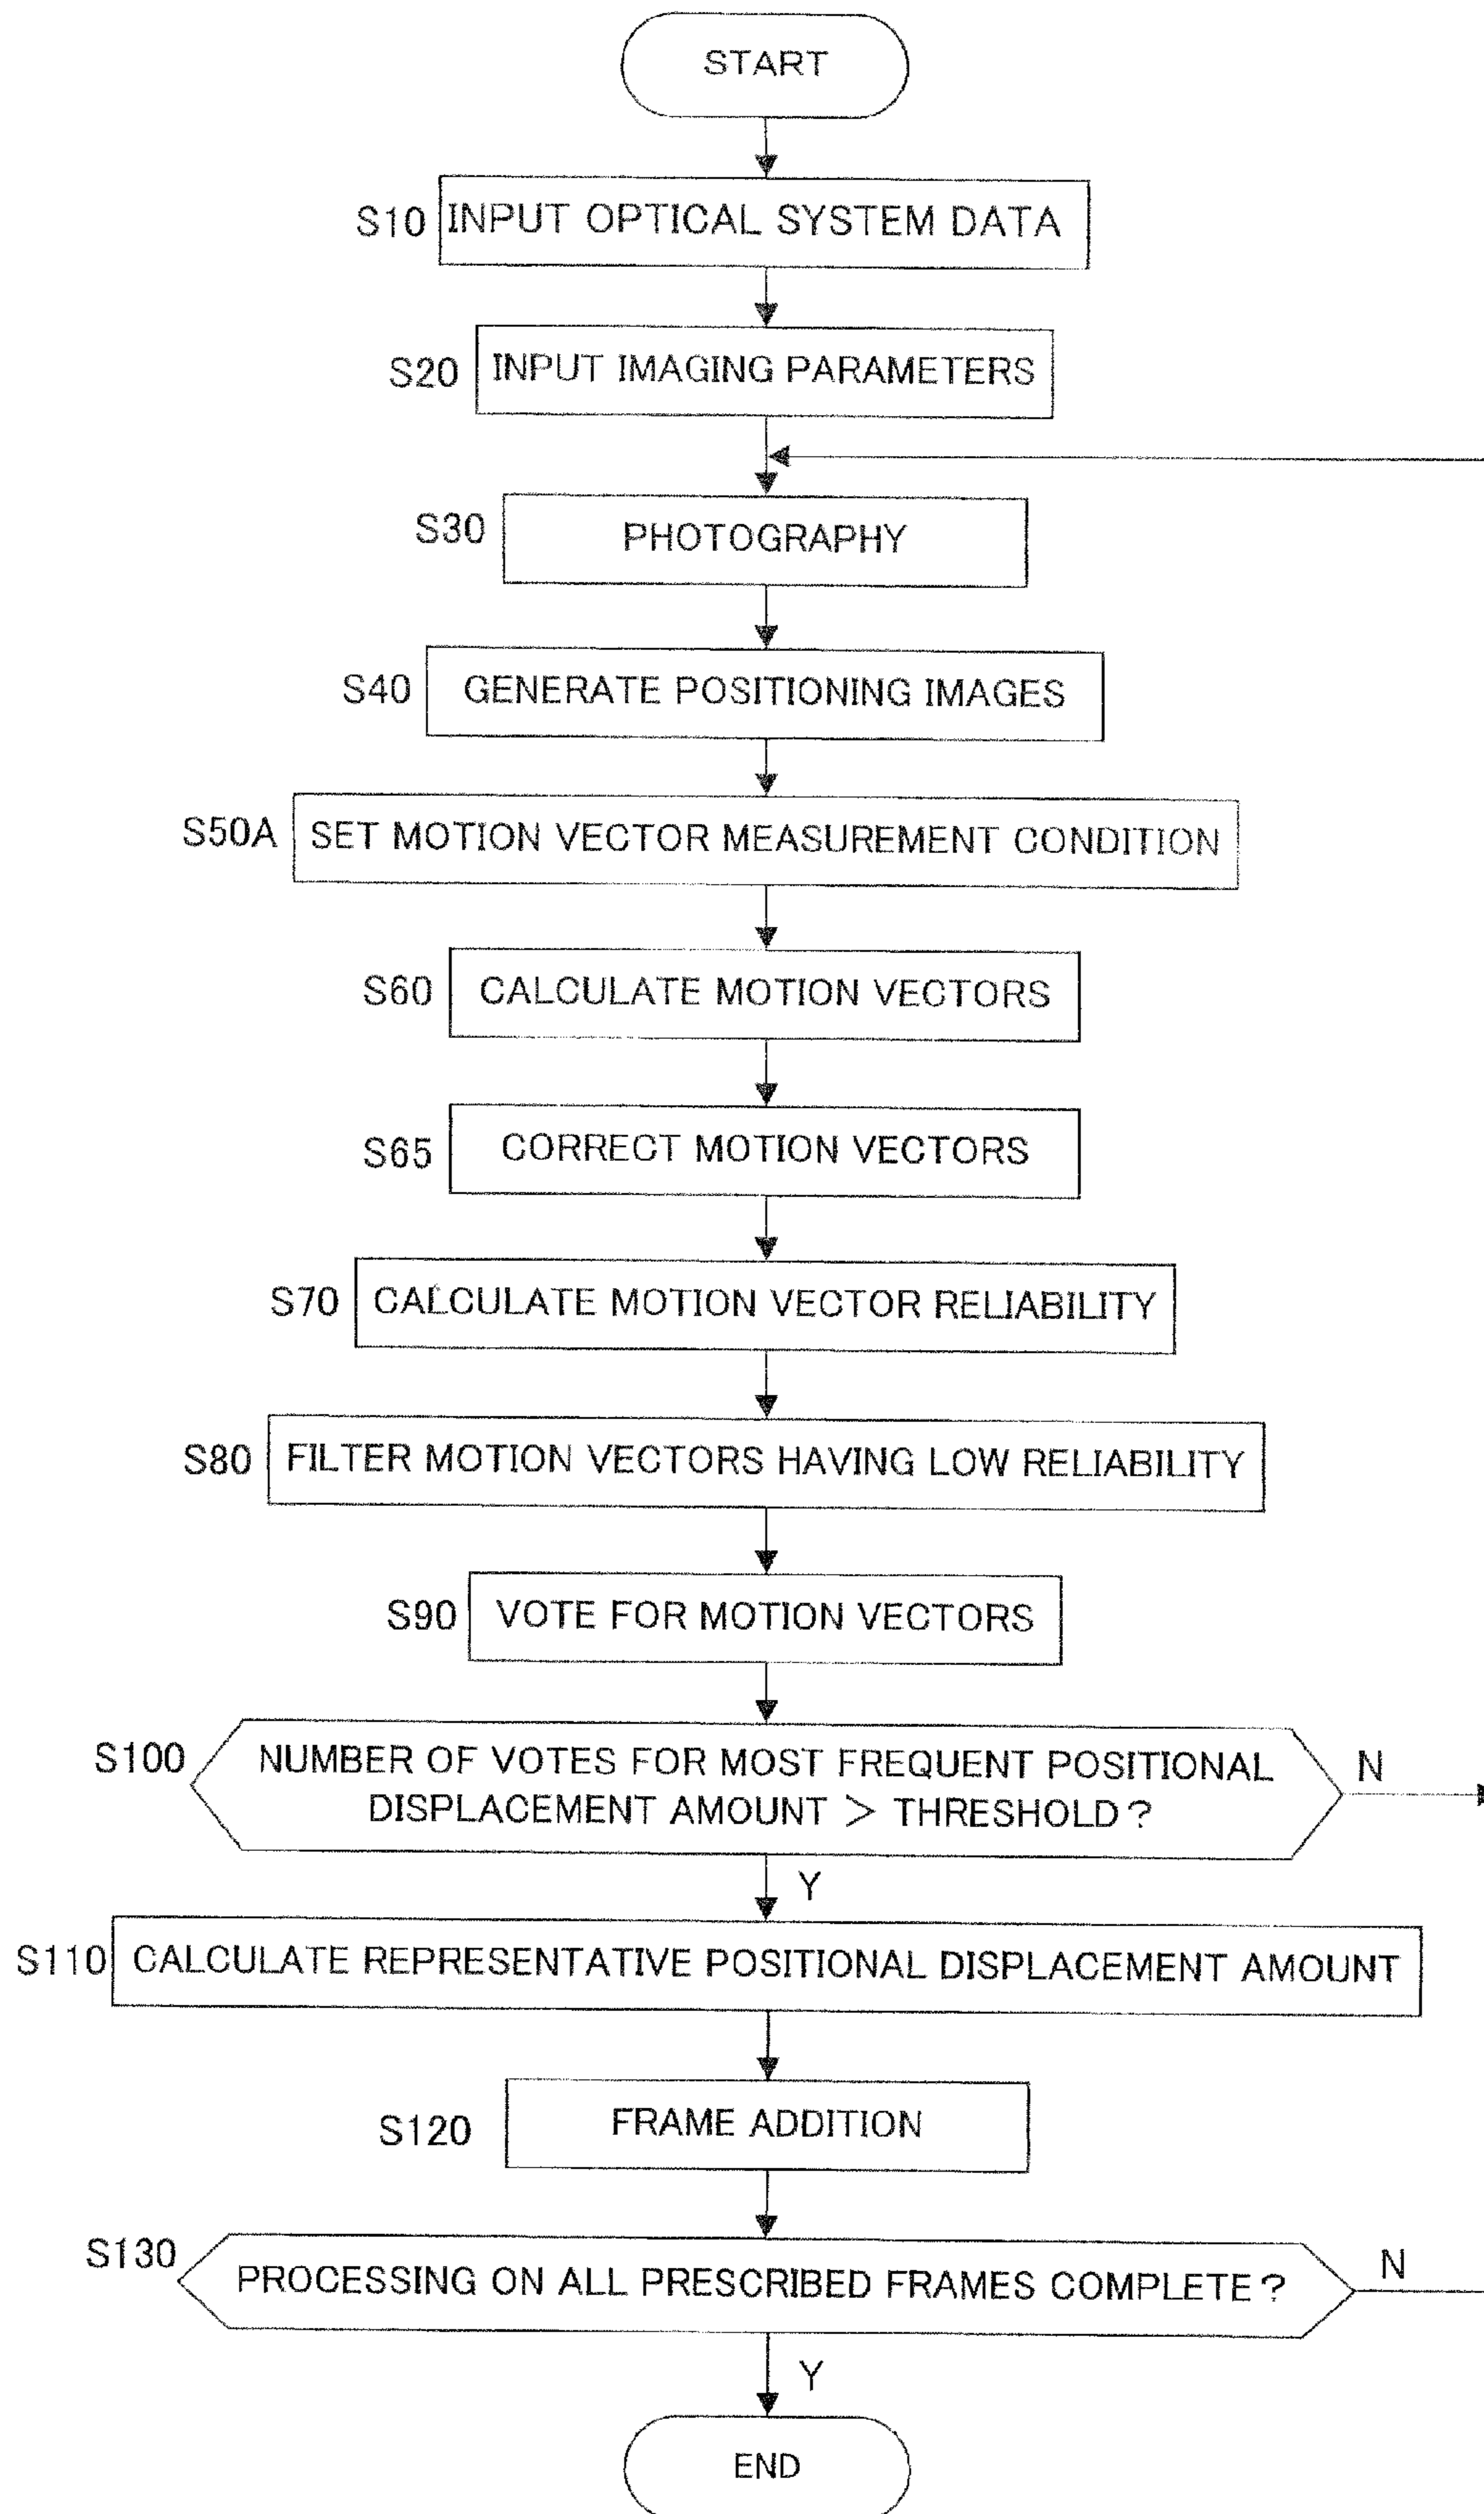 START
S10 INPUT OPTICAL SYSTEM DATA
S20 INPUT IMAGING PARAMETERS
S30 PHOTOGRAPHY
S40 GENERATE POSITIONING IMAGES
S50A SET MOTION VECTOR MEASUREMENT CONDITION
S60 CALCULATE MOTION VECTORS
S65 CORRECT MOTION VECTORS
S70 CALCULATE MOTION VECTOR RELIABILITY
S80 FILTER MOTION VECTORS HAVING LOW RELIABILITY
S90 VOTE FOR MOTION VECTORS
S100 NUMBER OF VOTES FOR MOST FREQUENT POSITIONAL N
DISPLACEMENT AMOUNT > THRESHOLD?
Y
S110 CALCULATE REPRESENTATIVE POSITIONAL DISPLACEMENT AMOUNT
S120 FRAME ADDITION
S130 PROCESSING ON ALL PRESCRIBED FRAMES COMPLETE? N
Y
END